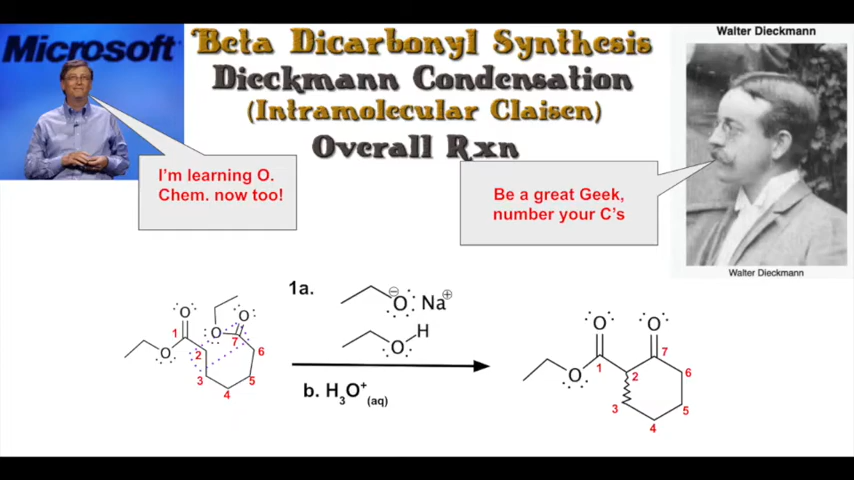 Microsoft
Beta Dicarbonyl Synthesis
Dieckmann Condensation
(Intramolecular Claisen)
Overall Rxn
Walter Dieckmann
I'm learning O.
Chem. now too!
Be a great Geek,
number your C's
Walter Dieckmann
1a.
O⊖ Na⊕
O H
b. H₃O⁺(aq)
O
O
O
O
1
2
3
4
5
6
7
O
O
O
1
2
3
4
5
6
7